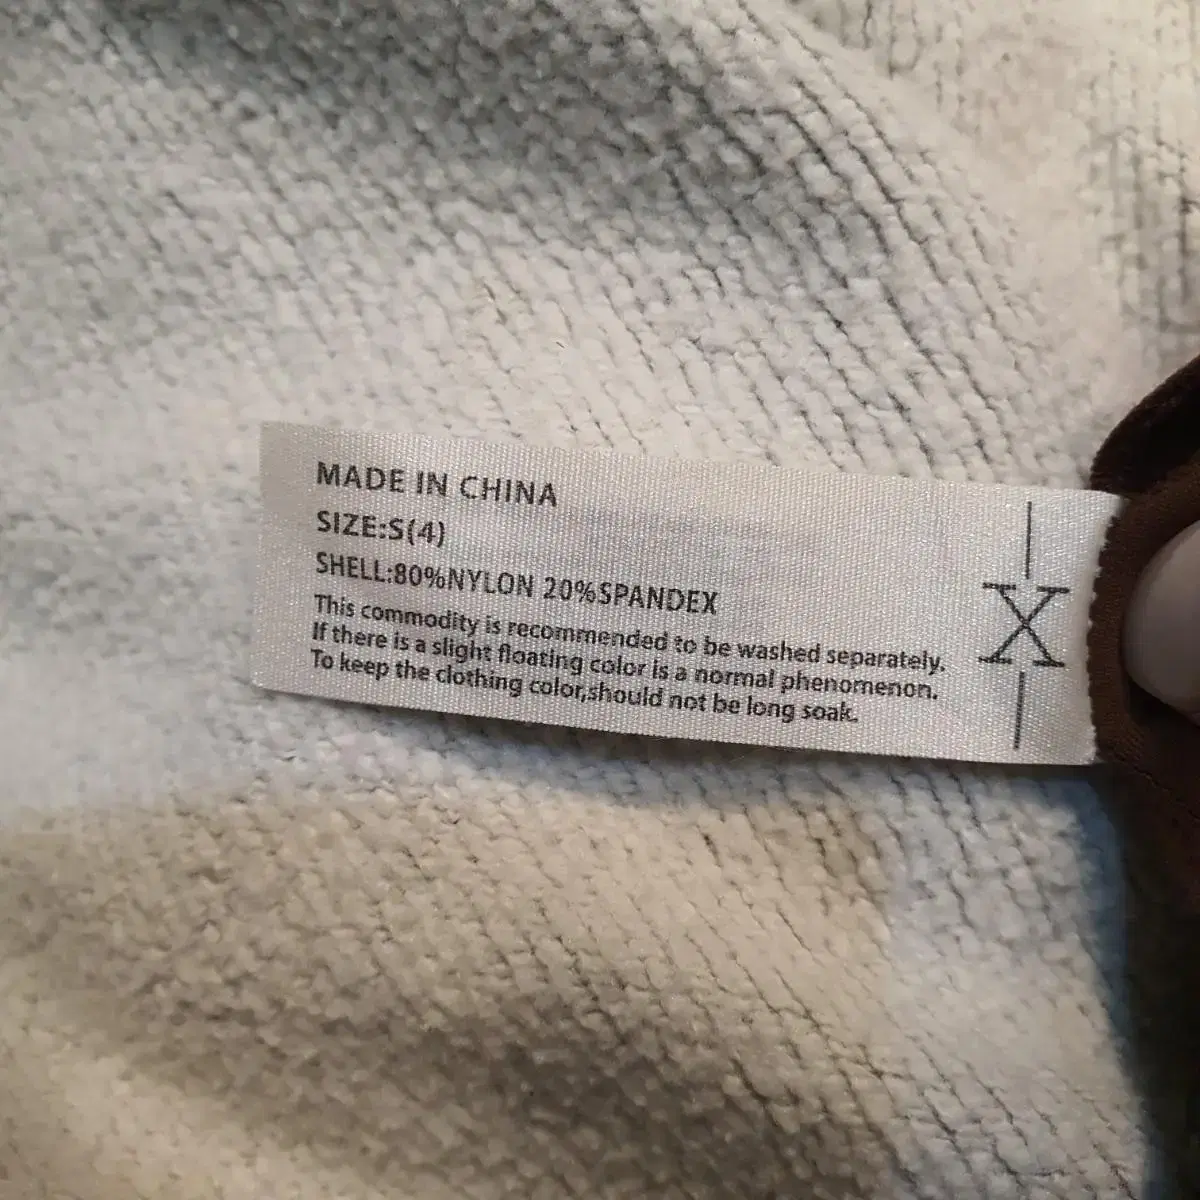 MADE IN CHINA
SIZE:S(4)
SHELL:80%NYLON 20%SPANDEX
This commodity is recommended to be washed separately.
If there is a slight floating color is a normal phenomenon.
To keep the clothing color,should not be long soak.
X